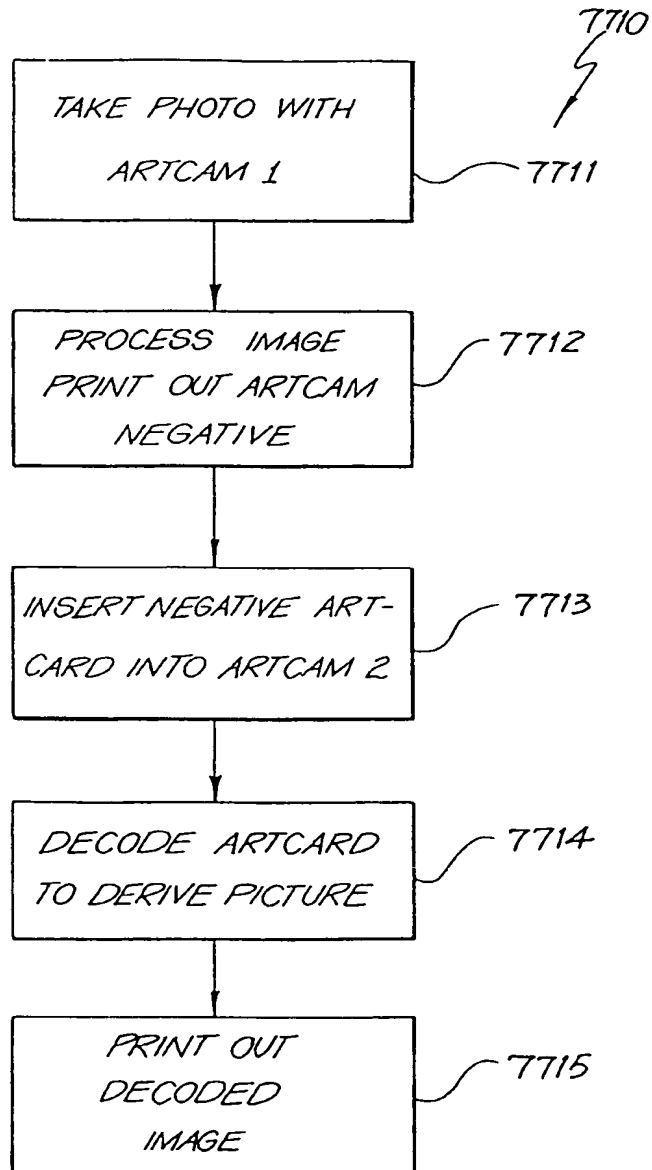 7710
TAKE PHOTO WITH
ARTCAM 1
7711
PROCESS IMAGE
PRINT OUT ARTCAM
NEGATIVE
7712
INSERT NEGATIVE ART-
CARD INTO ARTCAM 2
7713
DECODE ARTCARD
TO DERIVE PICTURE
7714
PRINT OUT
DECODED
IMAGE
7715